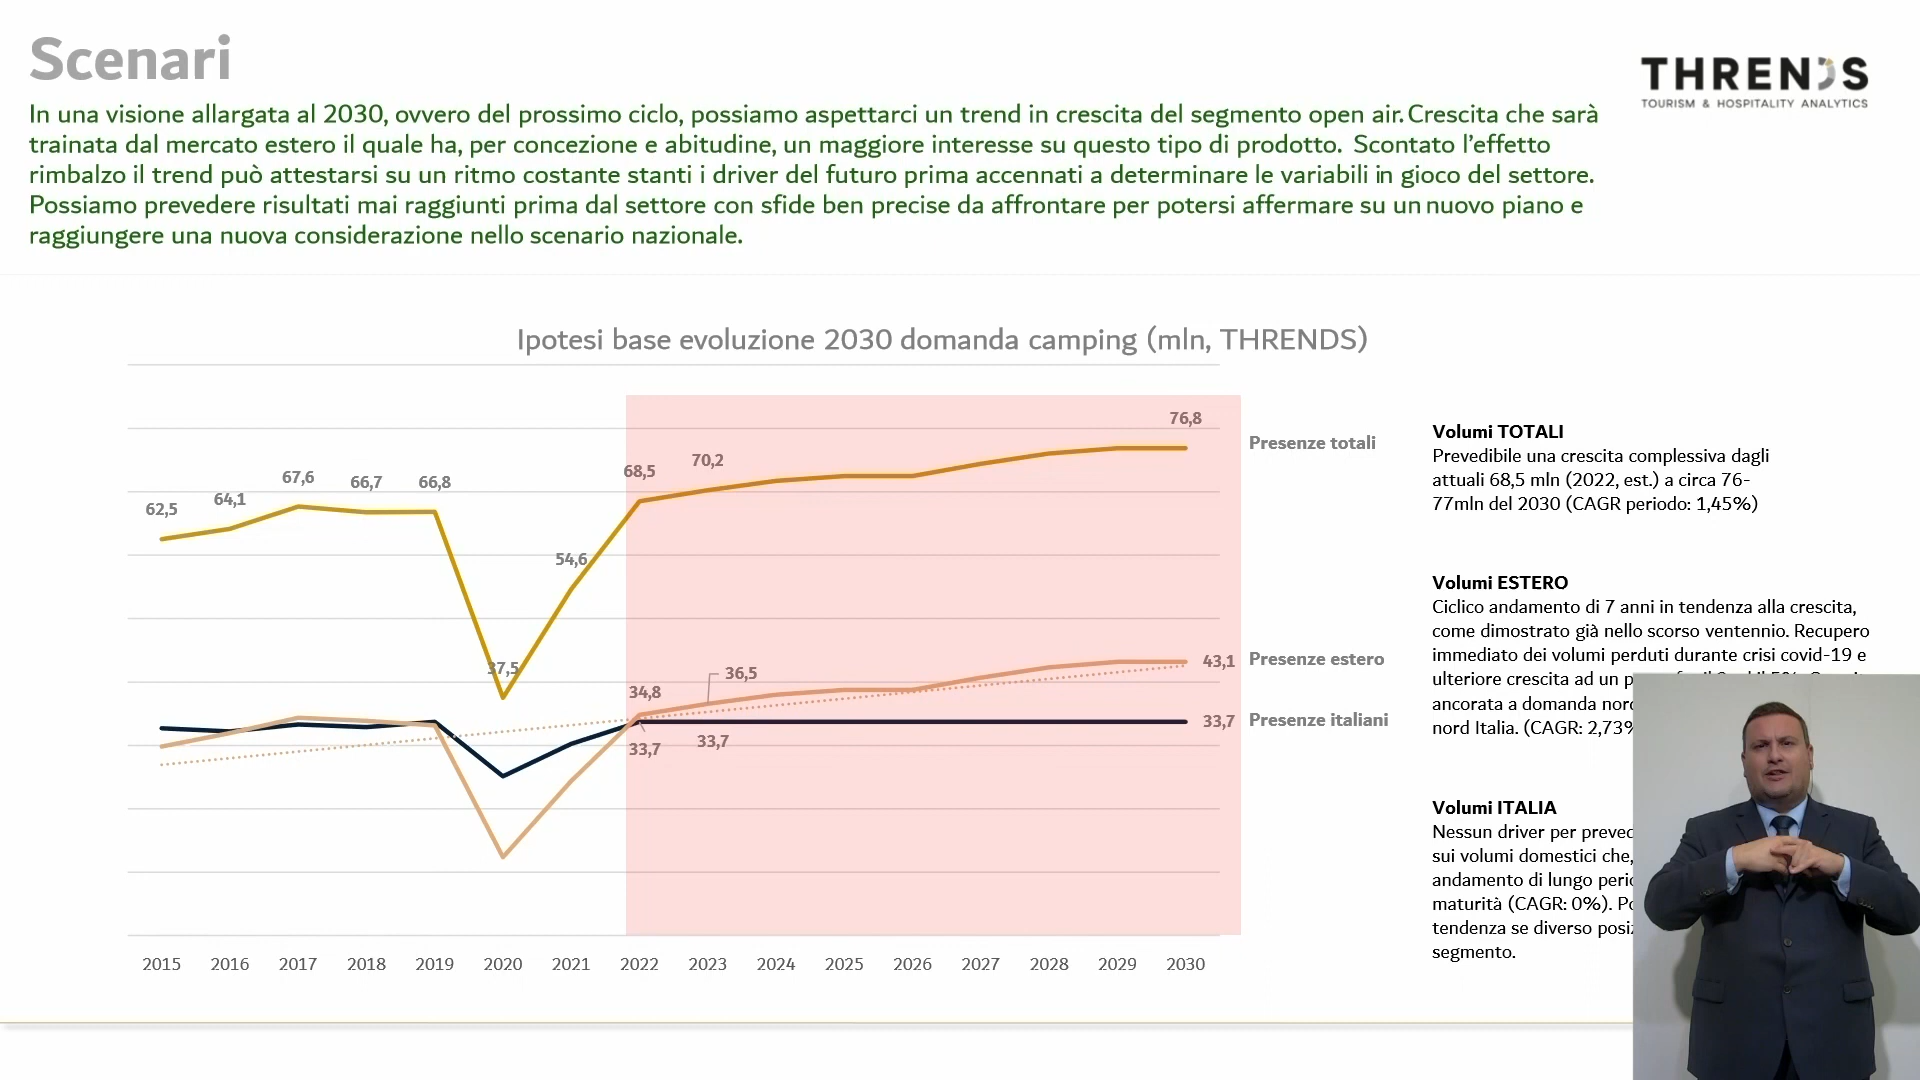 Scenari
THRENDS
TOURISM & HOSPITALITY ANALYTICS
In una visione allargata al 2030, ovvero del prossimo ciclo, possiamo aspettarci un trend in crescita del segmento open air. Crescita che sarà
trainata dal mercato estero il quale ha, per concezione e abitudine, un maggiore interesse su questo tipo di prodotto. Scontato l'effetto
rimbalzo il trend può attestarsi su un ritmo costante stanti i driver del futuro prima accennati a determinare le variabili in gioco del settore.
Possiamo prevedere risultati mai raggiunti prima dal settore con sfide ben precise da affrontare per potersi affermare su un nuovo piano e
raggiungere una nuova considerazione nello scenario nazionale.
Ipotesi base evoluzione 2030 domanda camping (mln, THRENDS)
62,5
64,1
67,6
66,7
66,8
37,5
54,6
68,5
70,2
76,8
Presenze totali
34,8
36,5
43,1
Presenze estero
33,7
33,7
33,7
Presenze italiani
2015 2016 2017 2018 2019 2020 2021 2022 2023 2024 2025 2026 2027 2028 2029 2030
Volumi TOTALI
Prevedibile una crescita complessiva dagli
attuali 68,5 mln (2022, est.) a circa 76-
77mln del 2030 (CAGR periodo: 1,45%)
Volumi ESTERO
Ciclico andamento di 7 anni in tendenza alla crescita,
come dimostrato già nello scorso ventennio. Recupero
immediato dei volumi perduti durante crisi covid-19 e
ulteriore crescita ad un
ancorata a domanda
nord Italia. (CAGR: 2,73%
Volumi ITALIA
Nessun driver per
sui volumi domestici che,
andamento di lungo
maturità (CAGR: 0%).
tendenza se diverso
segmento.